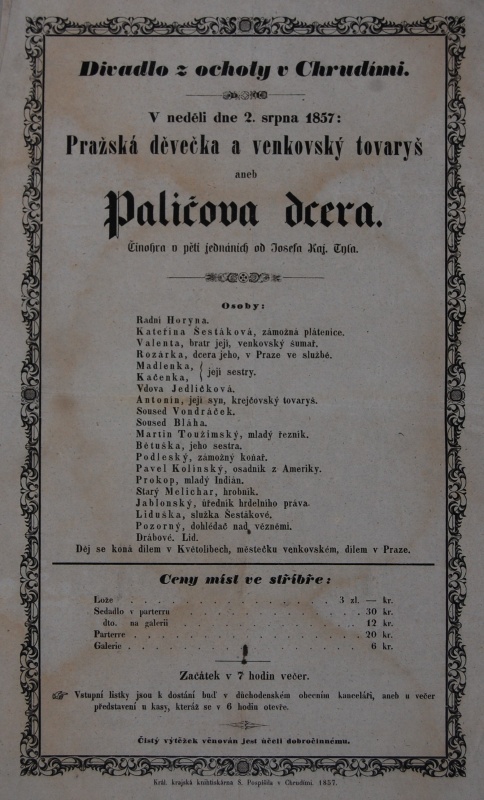 Divadlo z ocholy v Chrudimi.
V neděli dne 2. srpna 1857:
Pražská děvečka a venkovský tovaryš
aneb
Paličova dcera.
Činohra v pěti jednáních od Josefa Kaj. Tyla.
Osoby:
Radní Horyna.
Kateřina Šestáková, zámožná plátenice.
Valenta, bratr její, venkovský šumař.
Rozárka, dcera jeho, v Praze ve službě.
Madlenka,
Kačenka, } její sestry.
Vdova Jedličková.
Antonín, její syn, krejčovský tovaryš.
Soused Vondráček.
Soused Bláha.
Martin Toužimský, mladý řezník.
Bětuška, jeho sestra.
Podleský, zámožný koňař.
Pavel Kolínský, osadník z Ameriky.
Prokop, mladý Indián.
Starý Melichar, hrobník.
Jablonský, úředník hrdelního práva.
Liduška, služka Šestákové.
Pozorný, dohlédač nad vězněmi.
Drábové. Lid.
Děj se koná dílem v Květolibech, městečku venkovském, dílem v Praze.
Ceny míst ve stříbře:
Lože . . . . . . . . . . . 3 zl. — kr.
Sedadlo v parterru . . . . . . . . 30 kr.
dto. na galerii . . . . . . . . 12 kr.
Parterre . . . . . . . . . . . 20 kr.
Galerie . . . . . . . . . . . 6 kr.
Začátek v 7 hodin večer.
☞ Vstupní lístky jsou k dostání buď v důchodenském obecním kanceláři, aneb u večer
představení u kasy, kteráž se v 6 hodin otevře.
Čistý výtěžek věnován jest účeli dobročinnému.
Král. krajská knihtiskárna S. Pospíšila v Chrudimi. 1857.